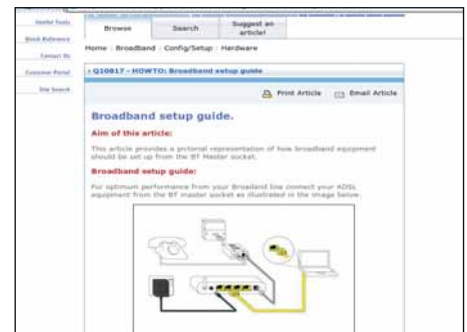 Useful Tools
Quick Reference
Contact Us
Customer Portal
Site Search
Browse
Search
Suggest an
article!
Home : Broadband : Config/Setup : Hardware
Q10817 - HOWTO: Broadband setup guide
Print Article
Email Article
Broadband setup guide.
Aim of this article:
This article provides a pictorial representation of how broadband equipment
should be set up from the BT Master socket.
Broadband setup guide:
For optimum performance from your Broadband line connect your ADSL
equipment from the BT master socket as illustrated in the image below.